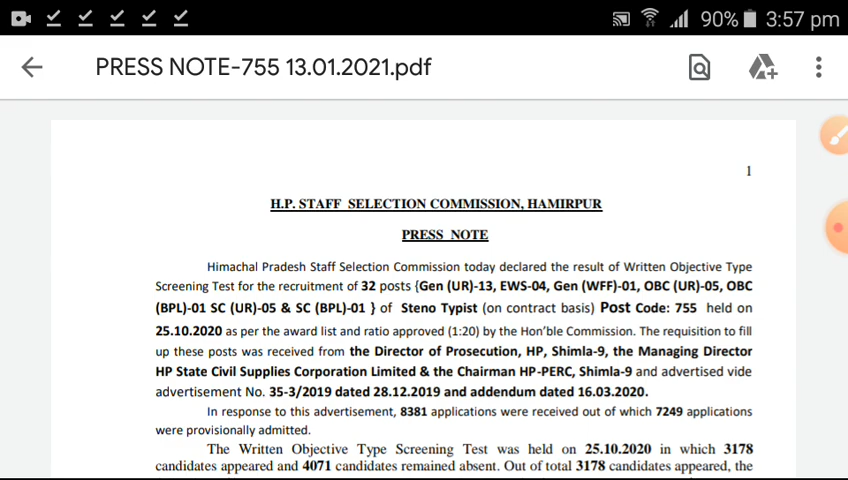 90% 3:57 pm
PRESS NOTE-755 13.01.2021.pdf
1
H.P. STAFF SELECTION COMMISSION, HAMIRPUR
PRESS NOTE
Himachal Pradesh Staff Selection Commission today declared the result of Written Objective Type
Screening Test for the recruitment of 32 posts {Gen (UR)-13, EWS-04, Gen (WFF)-01, OBC (UR)-05, OBC
(BPL)-01 SC (UR)-05 & SC (BPL)-01 } of Steno Typist (on contract basis) Post Code: 755 held on
25.10.2020 as per the award list and ratio approved (1:20) by the Hon'ble Commission. The requisition to fill
up these posts was received from the Director of Prosecution, HP, Shimla-9, the Managing Director
HP State Civil Supplies Corporation Limited & the Chairman HP-PERC, Shimla-9 and advertised vide
advertisement No. 35-3/2019 dated 28.12.2019 and addendum dated 16.03.2020.
In response to this advertisement, 8381 applications were received out of which 7249 applications
were provisionally admitted.
The Written Objective Type Screening Test was held on 25.10.2020 in which 3178
candidates appeared and 4071 candidates remained absent. Out of total 3178 candidates appeared, the